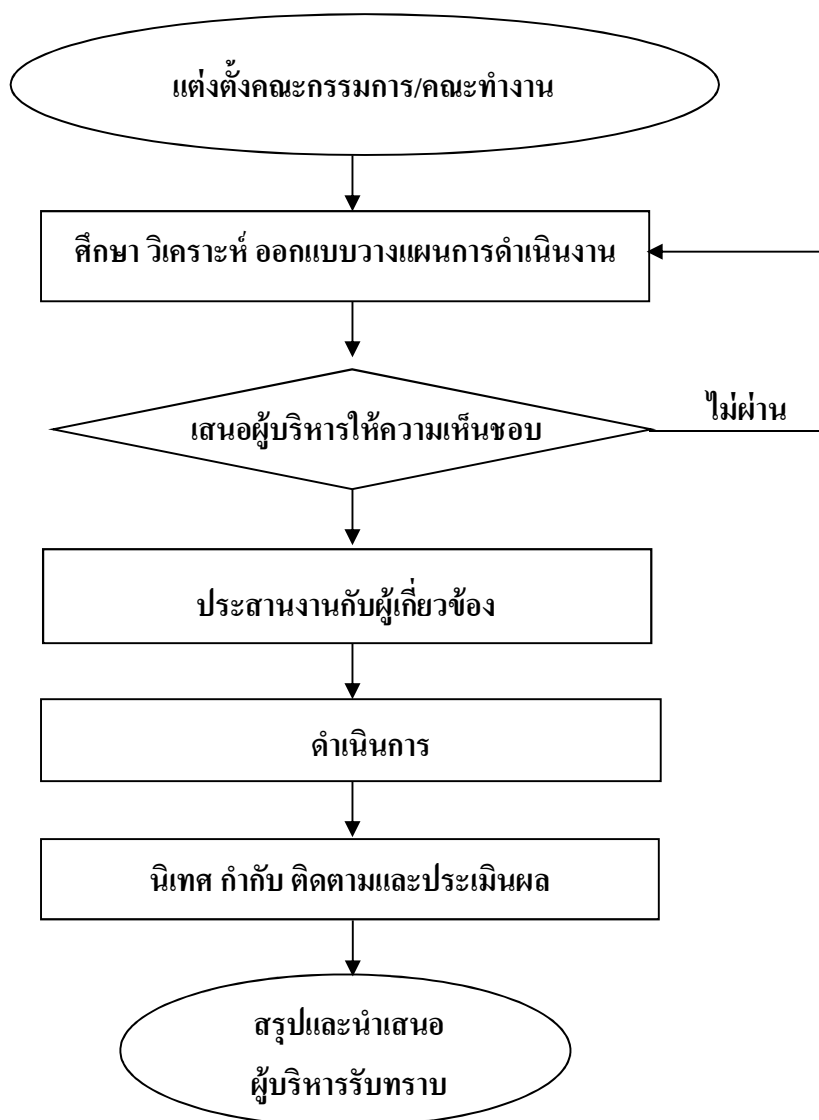 แต่งตั้งคณะกรรมการ/คณะทำงาน
ศึกษา วิเคราะห์ ออกแบบวางแผนการดำเนินงาน
ไม่ผ่าน
เสนอผู้บริหารให้ความเห็นชอบ
ประสานงานกับผู้เกี่ยวข้อง
ดำเนินการ
นิเทศ กำกับ ติดตามและประเมินผล
สรุปและนำเสนอ
ผู้บริหารรับทราบ